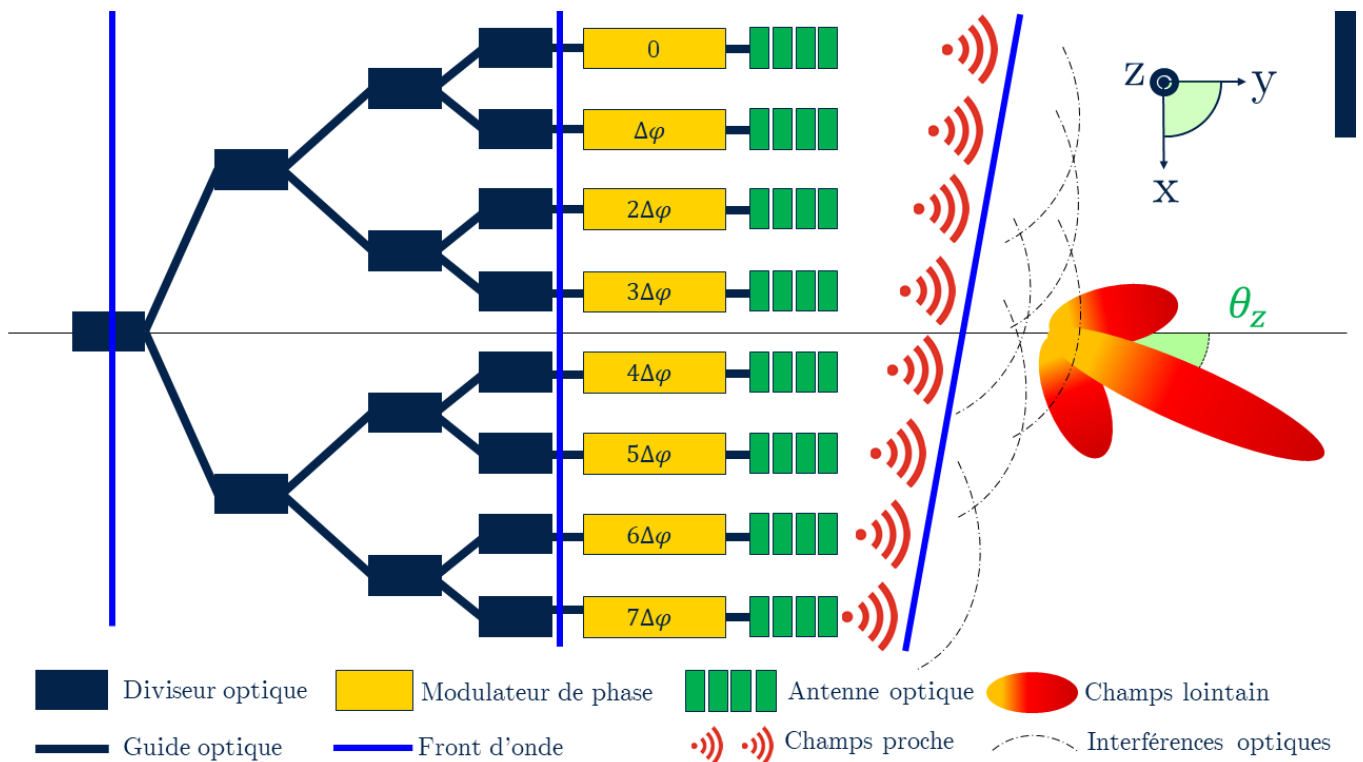 0
Δφ
2Δφ
3Δφ
4Δφ
5Δφ
6Δφ
7Δφ
z
y
x
θz
Diviseur optique
Modulateur de phase
Antenne optique
Champs lointain
Guide optique
Front d'onde
Champs proche
Interférences optiques